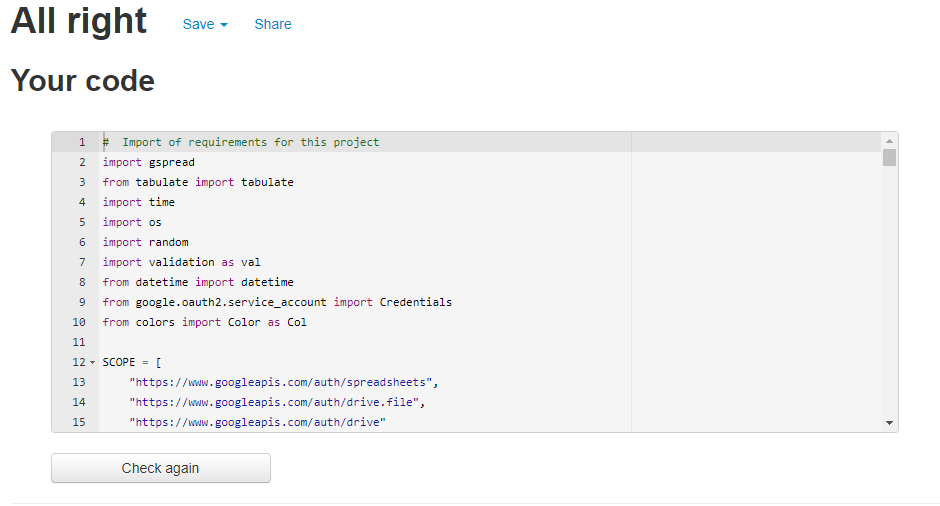 All right Save Share
Your code
1 #  Import of requirements for this project
2 import gspread
3 from tabulate import tabulate
4 import time
5 import os
6 import random
7 import validation as val
8 from datetime import datetime
9 from google.oauth2.service_account import Credentials
10 from colors import Color as Col
11
12 SCOPE = [
13     "https://www.googleapis.com/auth/spreadsheets",
14     "https://www.googleapis.com/auth/drive.file",
15     "https://www.googleapis.com/auth/drive"
Check again